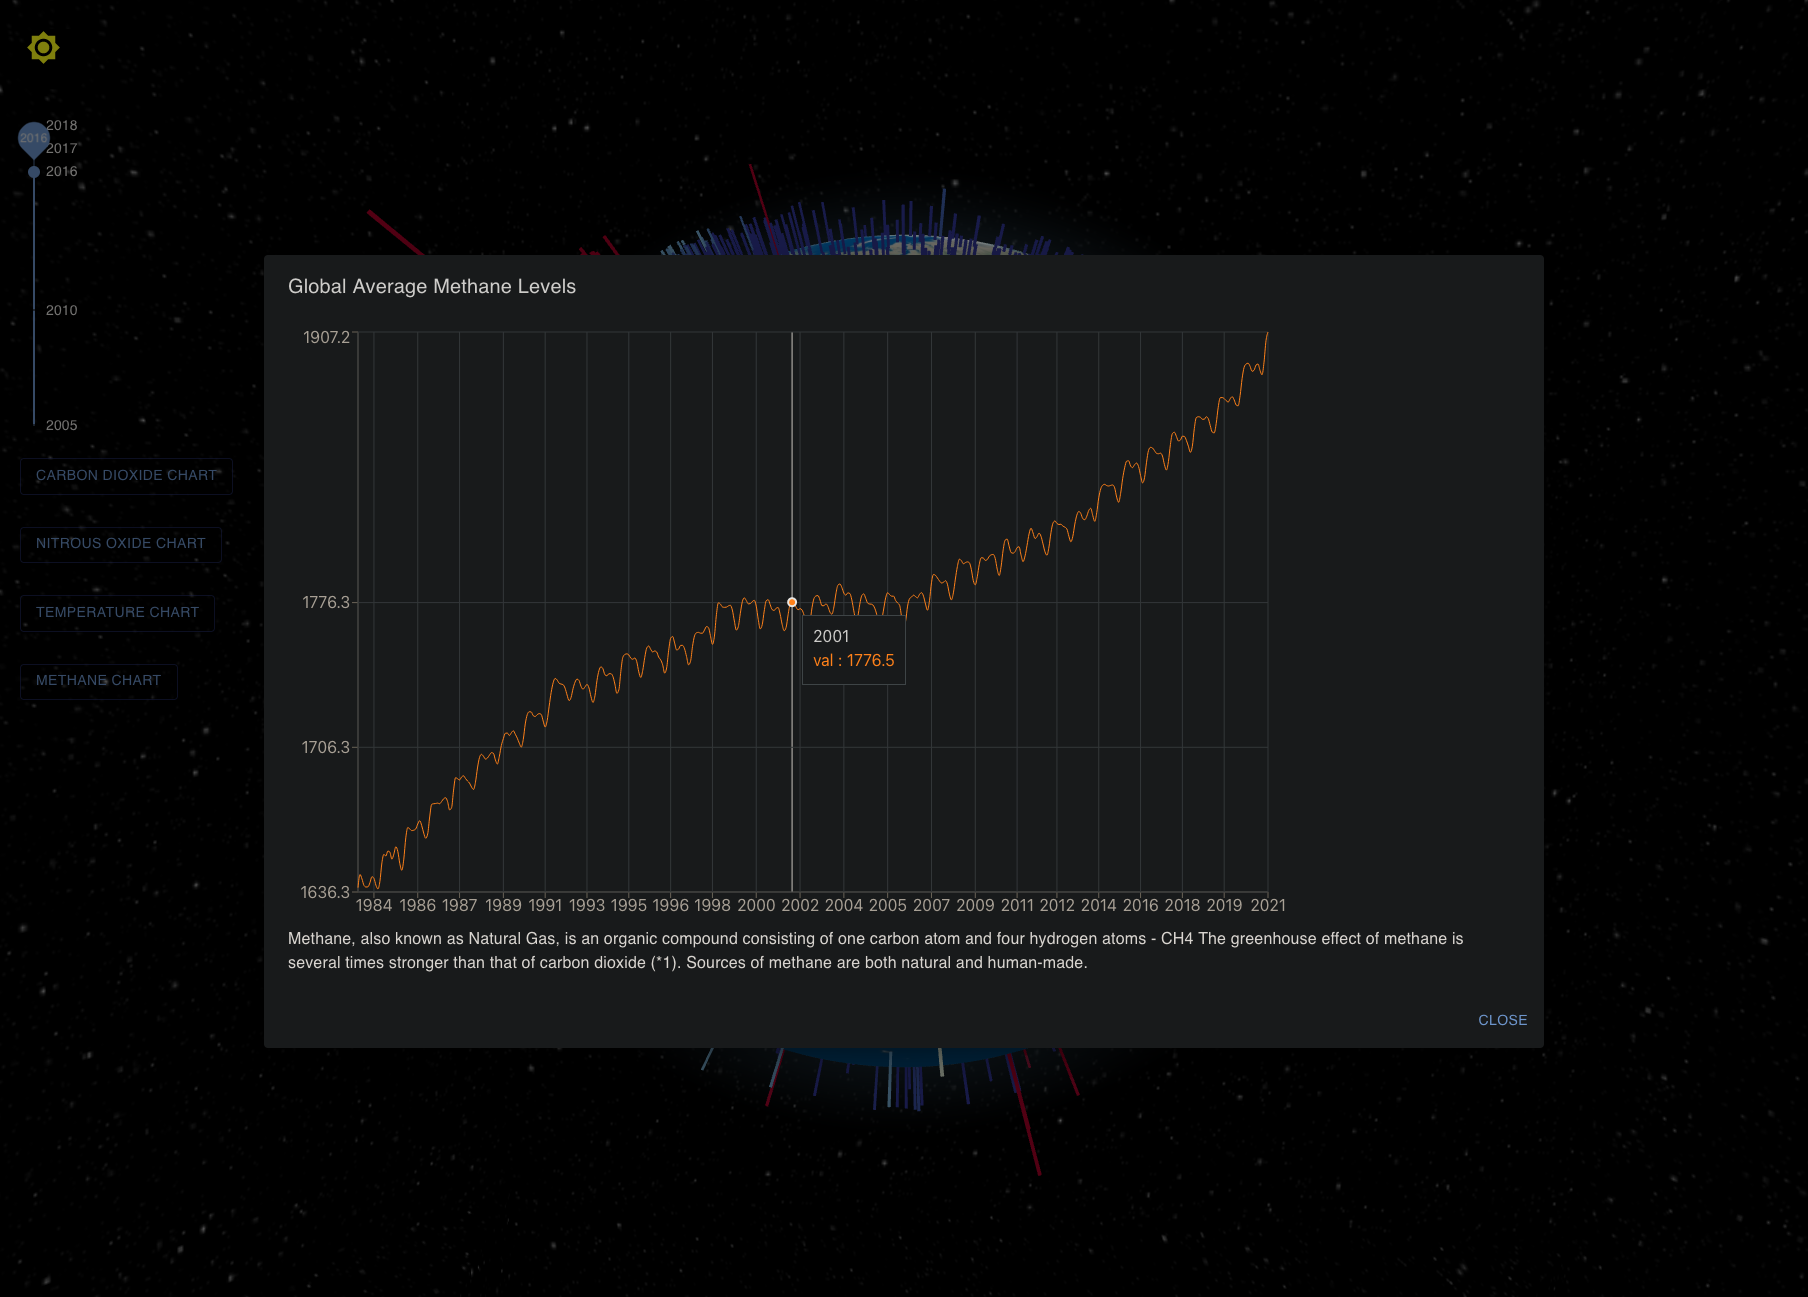 2018
2016
2017
2016
2010
2005
CARBON DIOXIDE CHART
NITROUS OXIDE CHART
TEMPERATURE CHART
METHANE CHART
Global Average Methane Levels
1907.2
1776.3
1706.3
1636.3
2001
val : 1776.5
1984 1986 1987 1989 1991 1993 1995 1996 1998 2000 2002 2004 2005 2007 2009 2011 2012 2014 2016 2018 2019 2021
Methane, also known as Natural Gas, is an organic compound consisting of one carbon atom and four hydrogen atoms - CH4 The greenhouse effect of methane is
several times stronger than that of carbon dioxide (*1). Sources of methane are both natural and human-made.
CLOSE